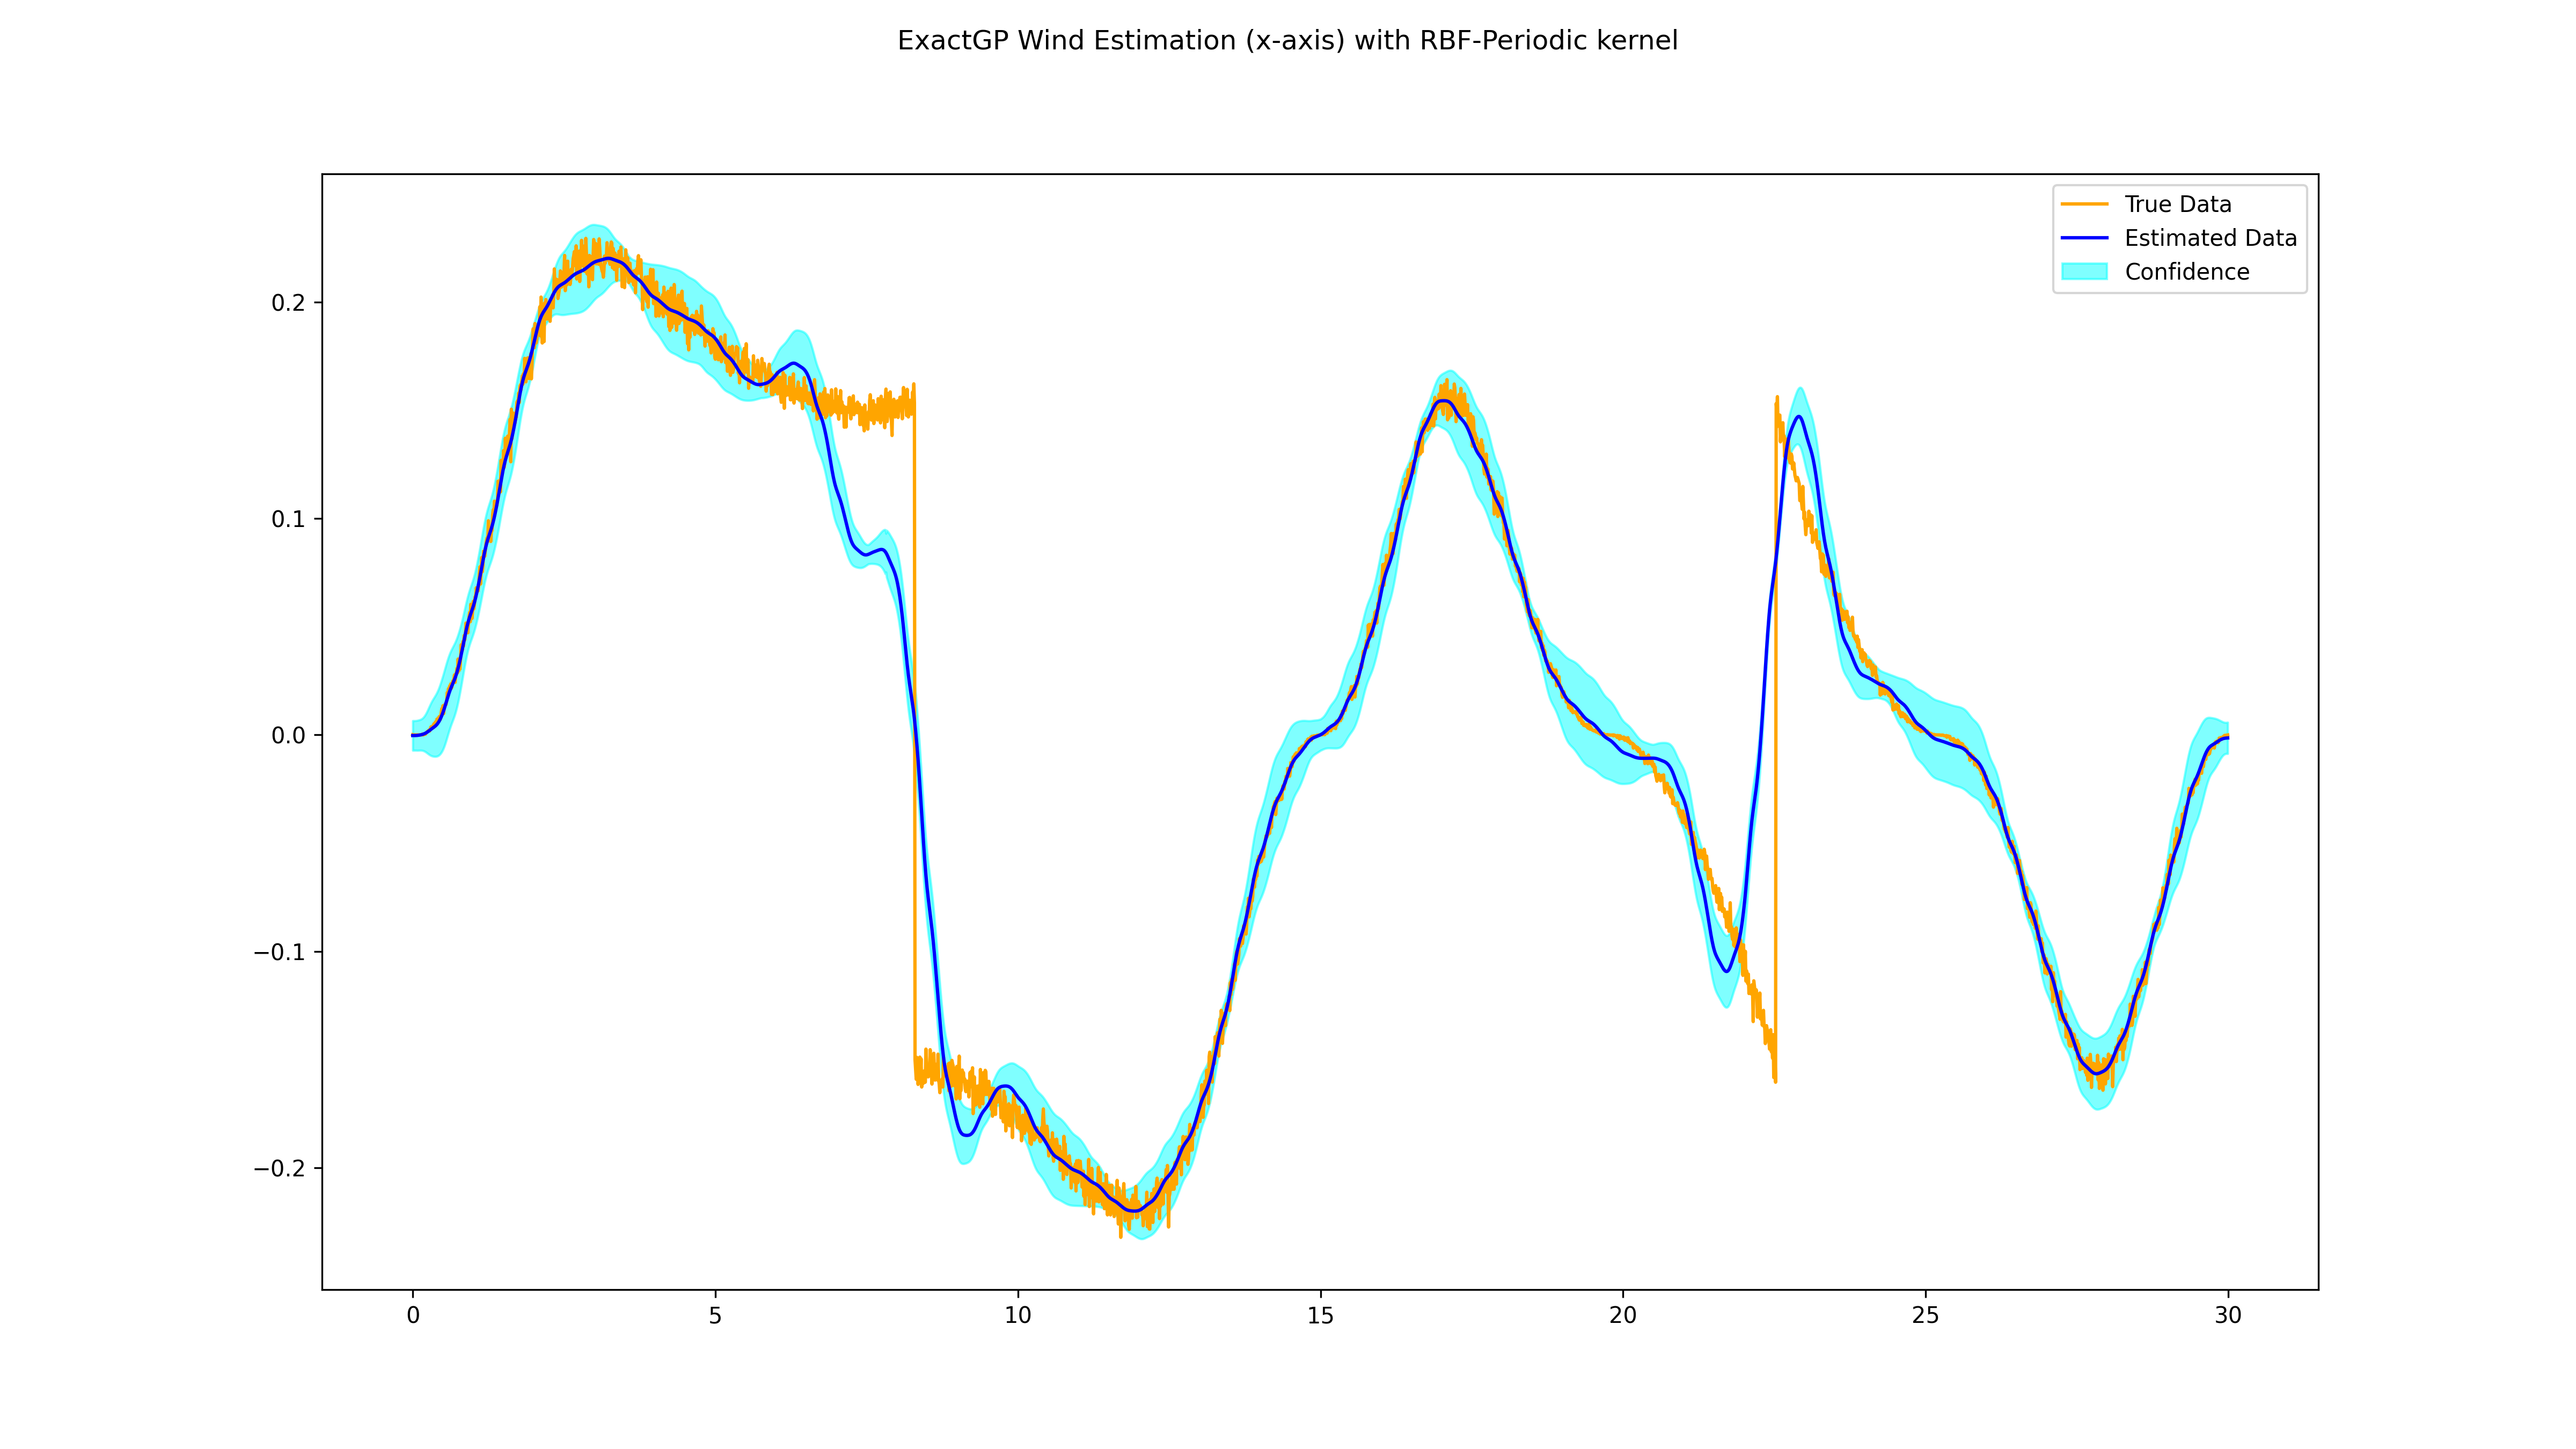 ExactGP Wind Estimation (x-axis) with RBF-Periodic kernel
True Data
Estimated Data
Confidence
0.2
0.1
0.0
−0.1
−0.2
0 5 10 15 20 25 30